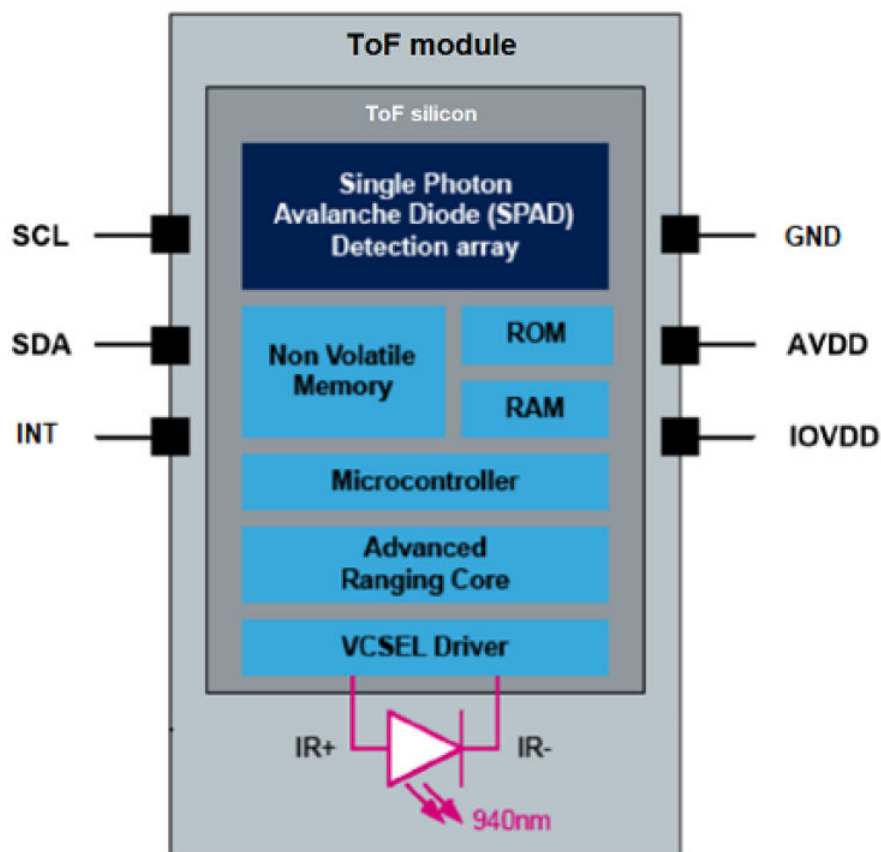 ToF module
ToF silicon
Single Photon
Avalanche Diode (SPAD)
Detection array
SCL
GND
SDA
Non Volatile
Memory
ROM
AVDD
RAM
INT
IOVDD
Microcontroller
Advanced
Ranging Core
VCSEL Driver
IR+
IR-
940nm